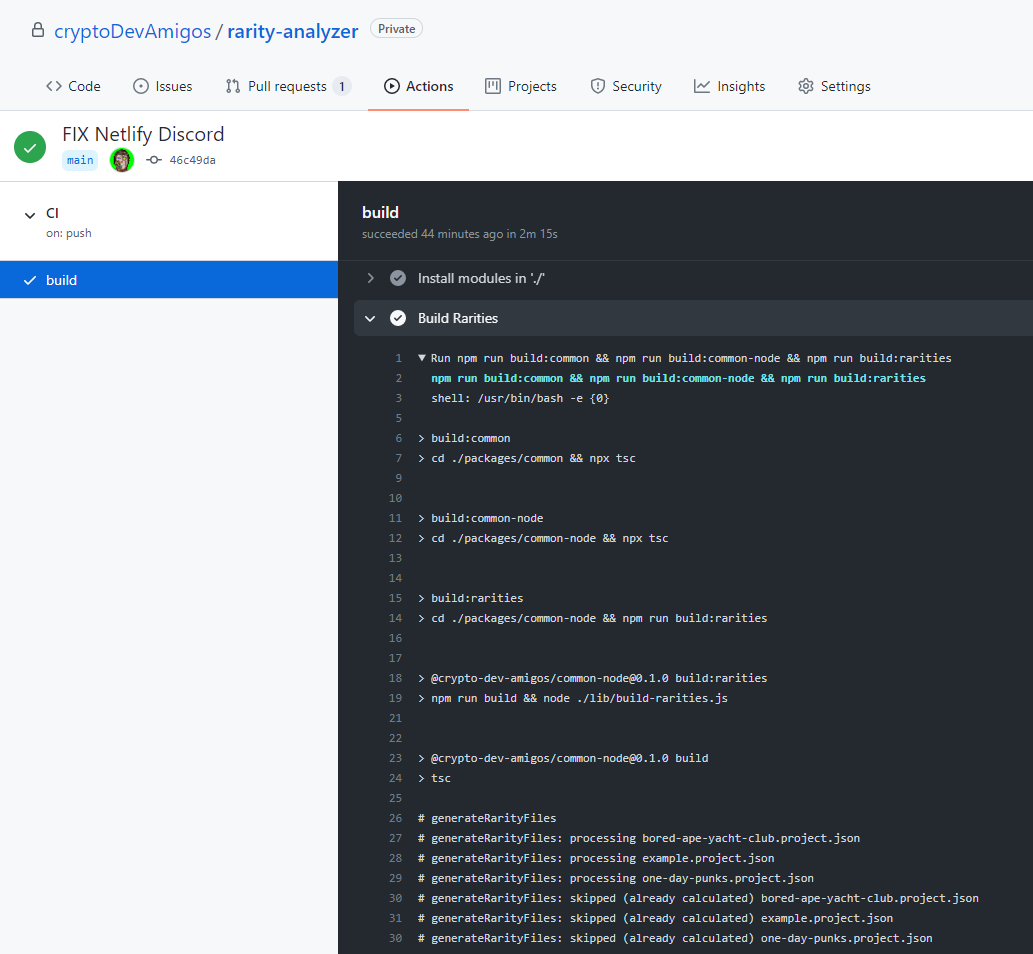 cryptoDevAmigos / rarity-analyzer Private
Code Issues Pull requests 1 Actions Projects Security Insights Settings
FIX Netlify Discord
main 46c49da
CI
on: push
build
build
succeeded 44 minutes ago in 2m 15s
Install modules in './'
Build Rarities
1 ▼ Run npm run build:common && npm run build:common-node && npm run build:rarities
2 npm run build:common && npm run build:common-node && npm run build:rarities
3 shell: /usr/bin/bash -e {0}
5
6 > build:common
7 > cd ./packages/common && npx tsc
9
10
11 > build:common-node
12 > cd ./packages/common-node && npx tsc
13
14
15 > build:rarities
14 > cd ./packages/common-node && npm run build:rarities
16
17
18 > @crypto-dev-amigos/common-node@0.1.0 build:rarities
19 > npm run build && node ./lib/build-rarities.js
21
22
23 > @crypto-dev-amigos/common-node@0.1.0 build
24 > tsc
25
26 # generateRarityFiles
27 # generateRarityFiles: processing bored-ape-yacht-club.project.json
28 # generateRarityFiles: processing example.project.json
29 # generateRarityFiles: processing one-day-punks.project.json
30 # generateRarityFiles: skipped (already calculated) bored-ape-yacht-club.project.json
31 # generateRarityFiles: skipped (already calculated) example.project.json
30 # generateRarityFiles: skipped (already calculated) one-day-punks.project.json